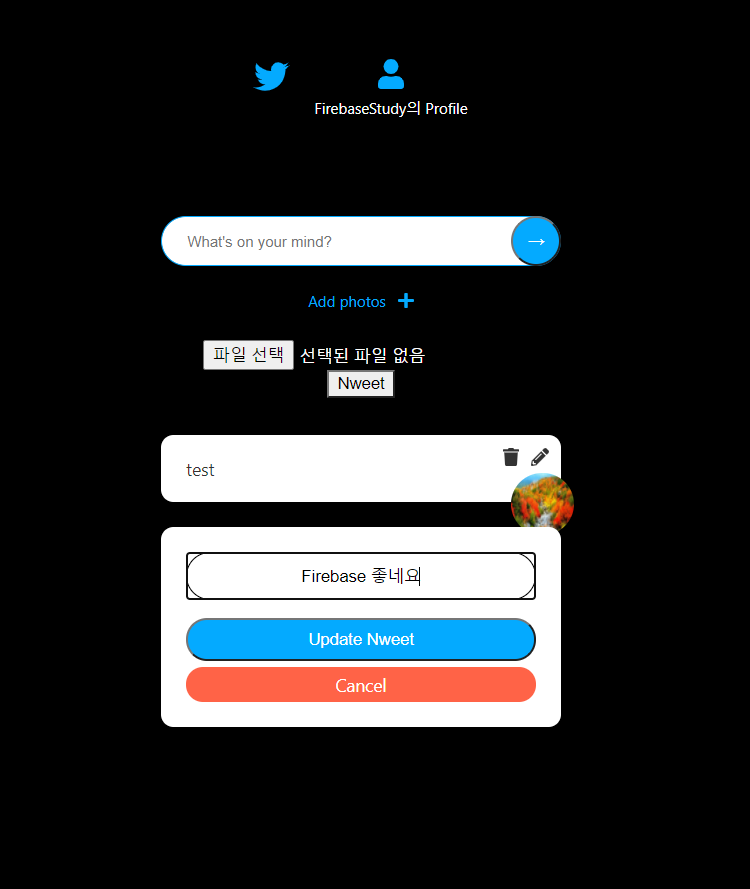 FirebaseStudy의 Profile
What's on your mind?
→
Add photos +
파일 선택 선택된 파일 없음
Nweet
test
Firebase 좋네요
Update Nweet
Cancel